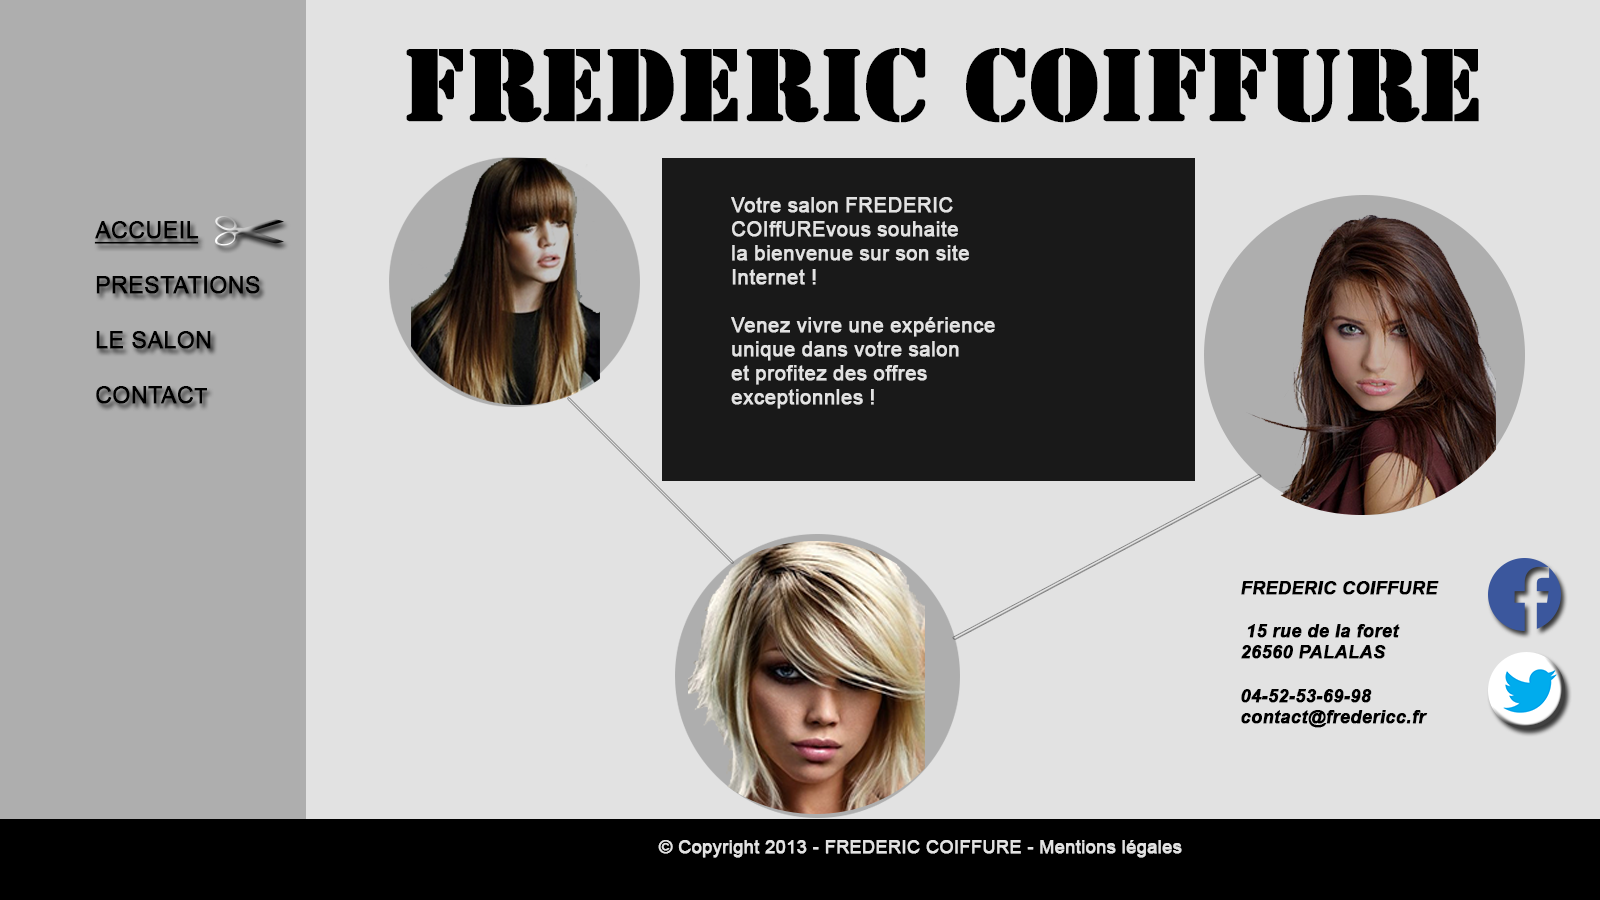 FREDERIC COIFFURE
ACCUEIL
PRESTATIONS
LE SALON
CONTACT
Votre salon FREDERIC
COIffUREvous souhaite
la bienvenue sur son site
Internet !
Venez vivre une expérience
unique dans votre salon
et profitez des offres
exceptionnles !
FREDERIC COIFFURE
15 rue de la foret
26560 PALALAS
04-52-53-69-98
contact@fredericc.fr
© Copyright 2013 - FREDERIC COIFFURE - Mentions légales